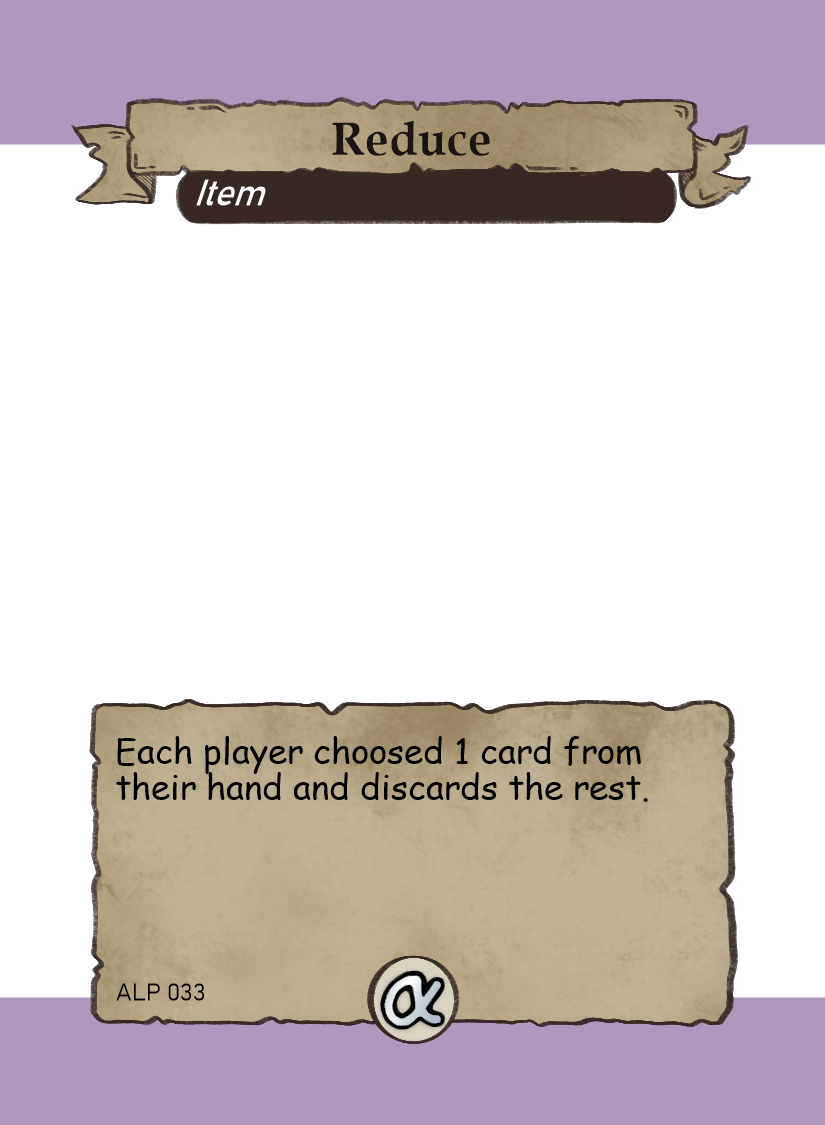 Reduce
Item
Each player choosed 1 card from
their hand and discards the rest.
ALP 033
α